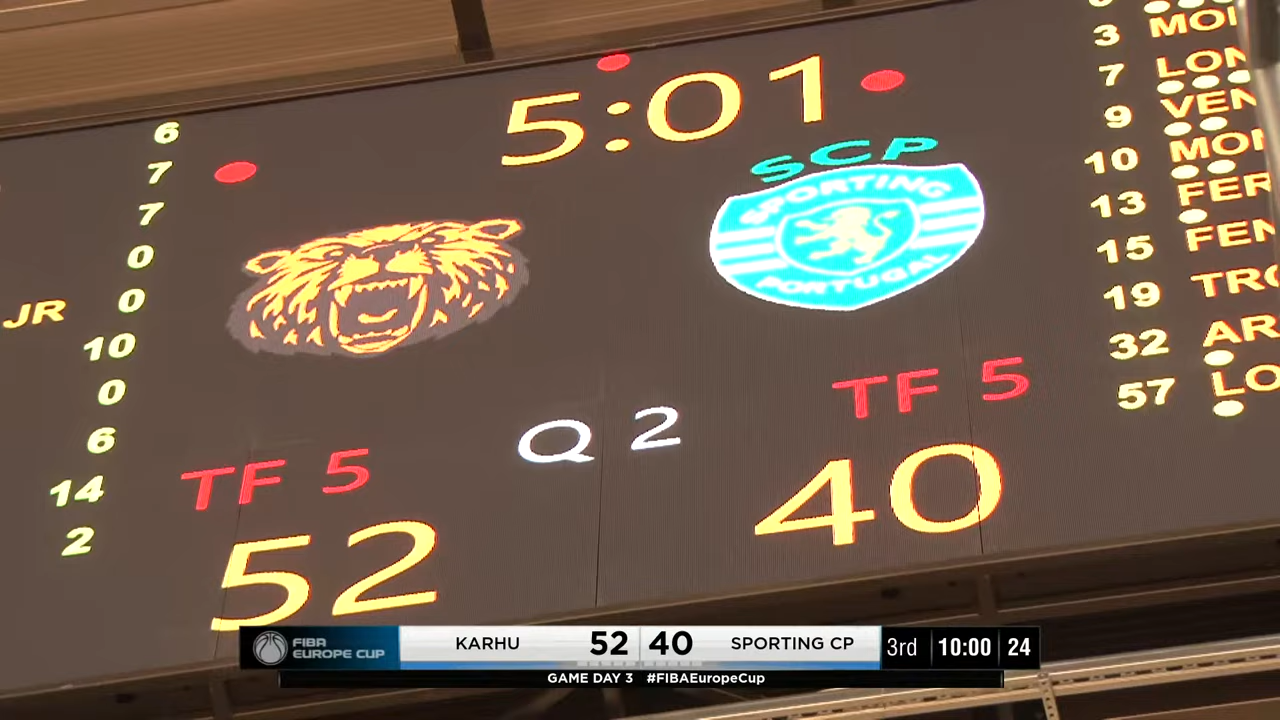 5:01
SCP
SPORTING
PORTUGAL
6
7
7
0
JR 0
10
0
6
14
2
3
7
9
10
13
15
19
32
57
TF 5
Q 2
TF 5
52
40
FIBA
EUROPE CUP
KARHU 52 40 SPORTING CP 3rd 10:00 24
GAME DAY 3 #FIBAEuropeCup